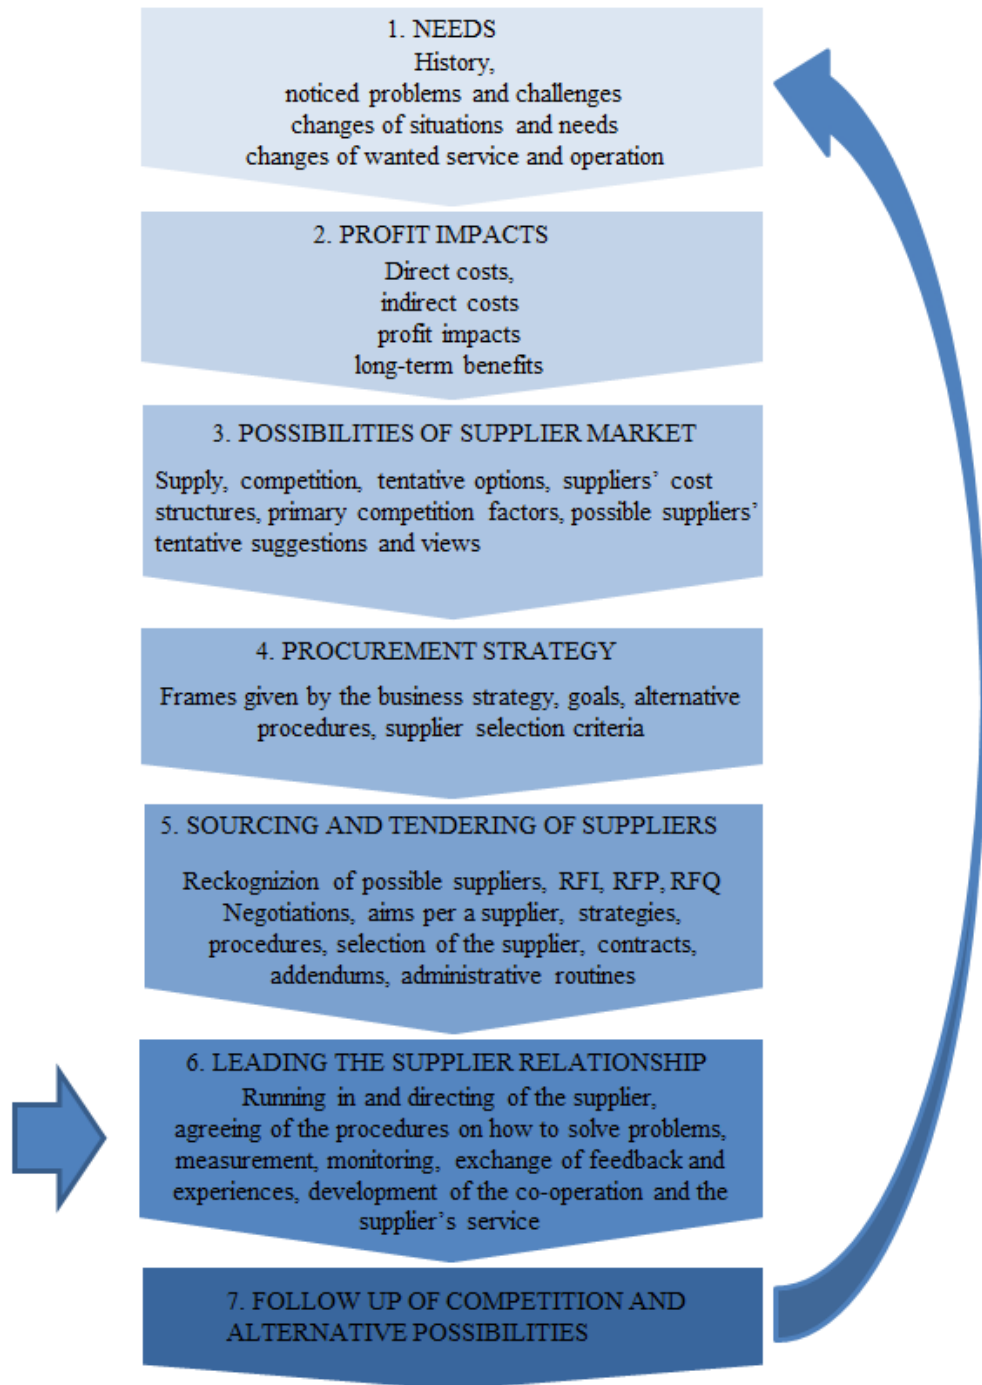 1. NEEDS
History,
noticed problems and challenges
changes of situations and needs
changes of wanted service and operation
2. PROFIT IMPACTS
Direct costs,
indirect costs
profit impacts
long-term benefits
3. POSSIBILITIES OF SUPPLIER MARKET
Supply, competition, tentative options, suppliers’ cost
structures, primary competition factors, possible suppliers’
tentative suggestions and views
4. PROCUREMENT STRATEGY
Frames given by the business strategy, goals, alternative
procedures, supplier selection criteria
5. SOURCING AND TENDERING OF SUPPLIERS
Reckognizion of possible suppliers, RFI, RFP, RFQ
Negotiations, aims per a supplier, strategies,
procedures, selection of the supplier, contracts,
addendums, administrative routines
6. LEADING THE SUPPLIER RELATIONSHIP
Running in and directing of the supplier,
agreeing of the procedures on how to solve problems,
measurement, monitoring, exchange of feedback and
experiences, development of the co-operation and the
supplier’s service
7. FOLLOW UP OF COMPETITION AND
ALTERNATIVE POSSIBILITIES